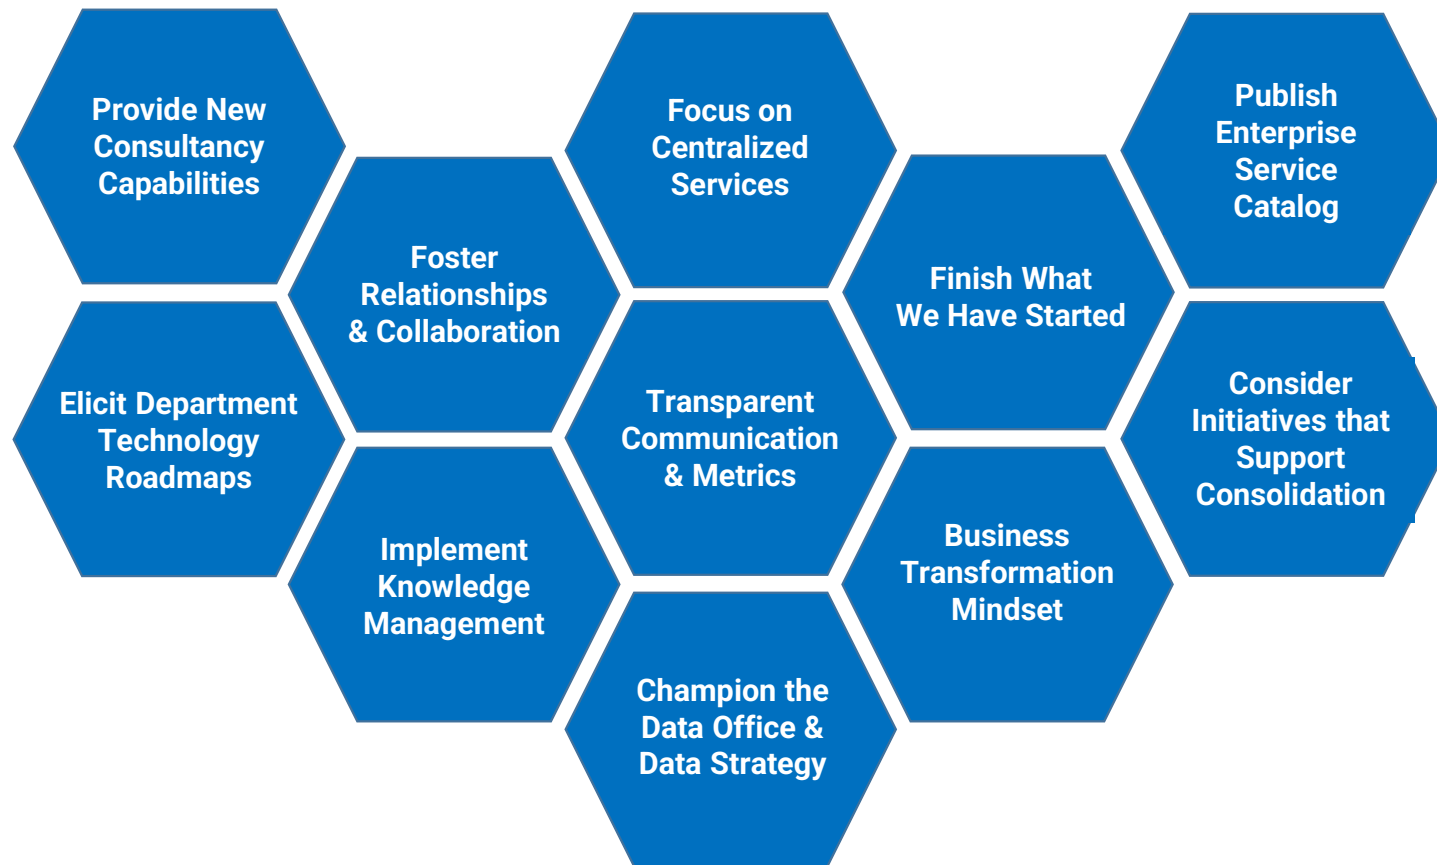 Provide New
Consultancy
Capabilities
Focus on
Centralized
Services
Publish
Enterprise
Service
Catalog
Foster
Relationships
& Collaboration
Finish What
We Have Started
Elicit Department
Technology
Roadmaps
Transparent
Communication
& Metrics
Consider
Initiatives that
Support
Consolidation
Implement
Knowledge
Management
Business
Transformation
Mindset
Champion the
Data Office &
Data Strategy